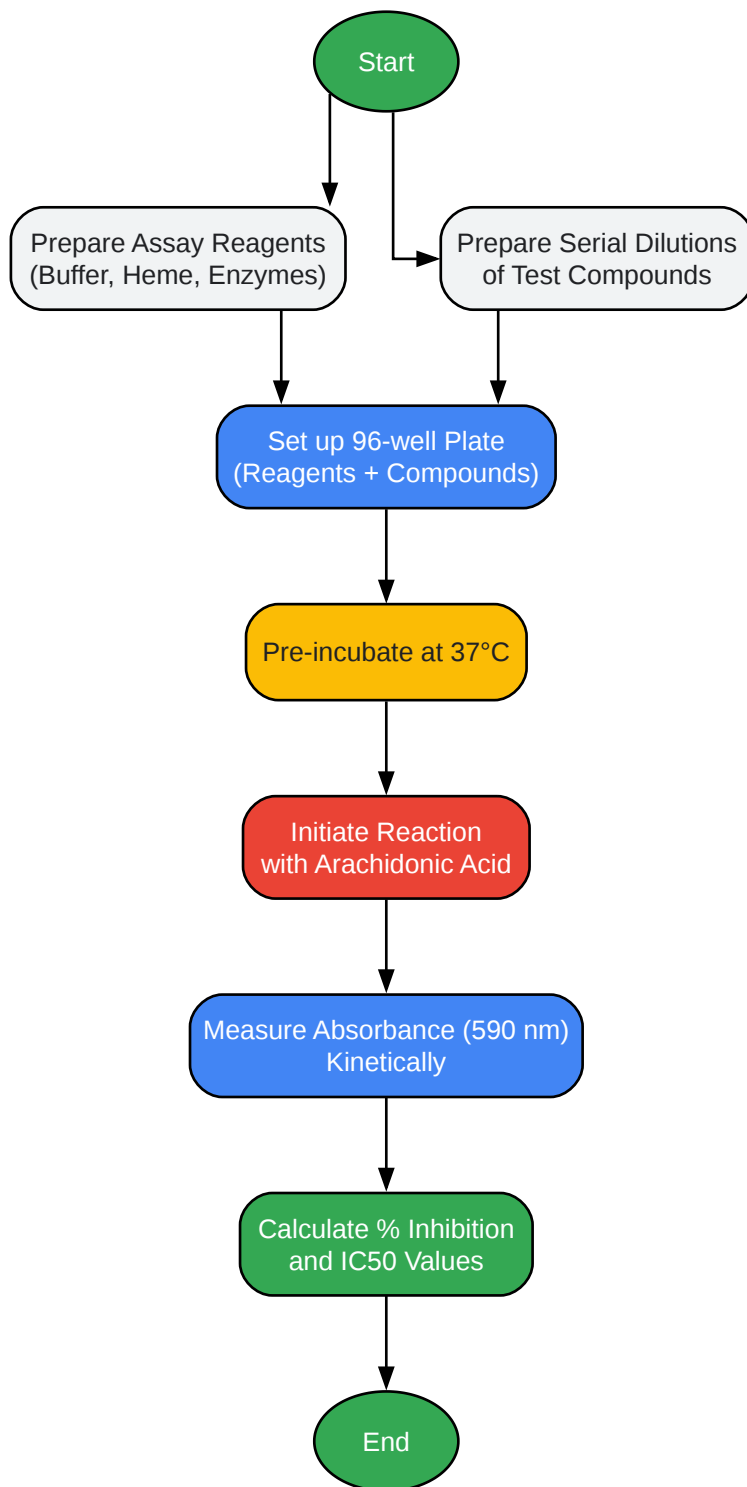 Start
Prepare Assay Reagents
(Buffer, Heme, Enzymes)
Prepare Serial Dilutions
of Test Compounds
Set up 96-well Plate
(Reagents + Compounds)
Pre-incubate at 37°C
Initiate Reaction
with Arachidonic Acid
Measure Absorbance (590 nm)
Kinetically
Calculate % Inhibition
and IC50 Values
End